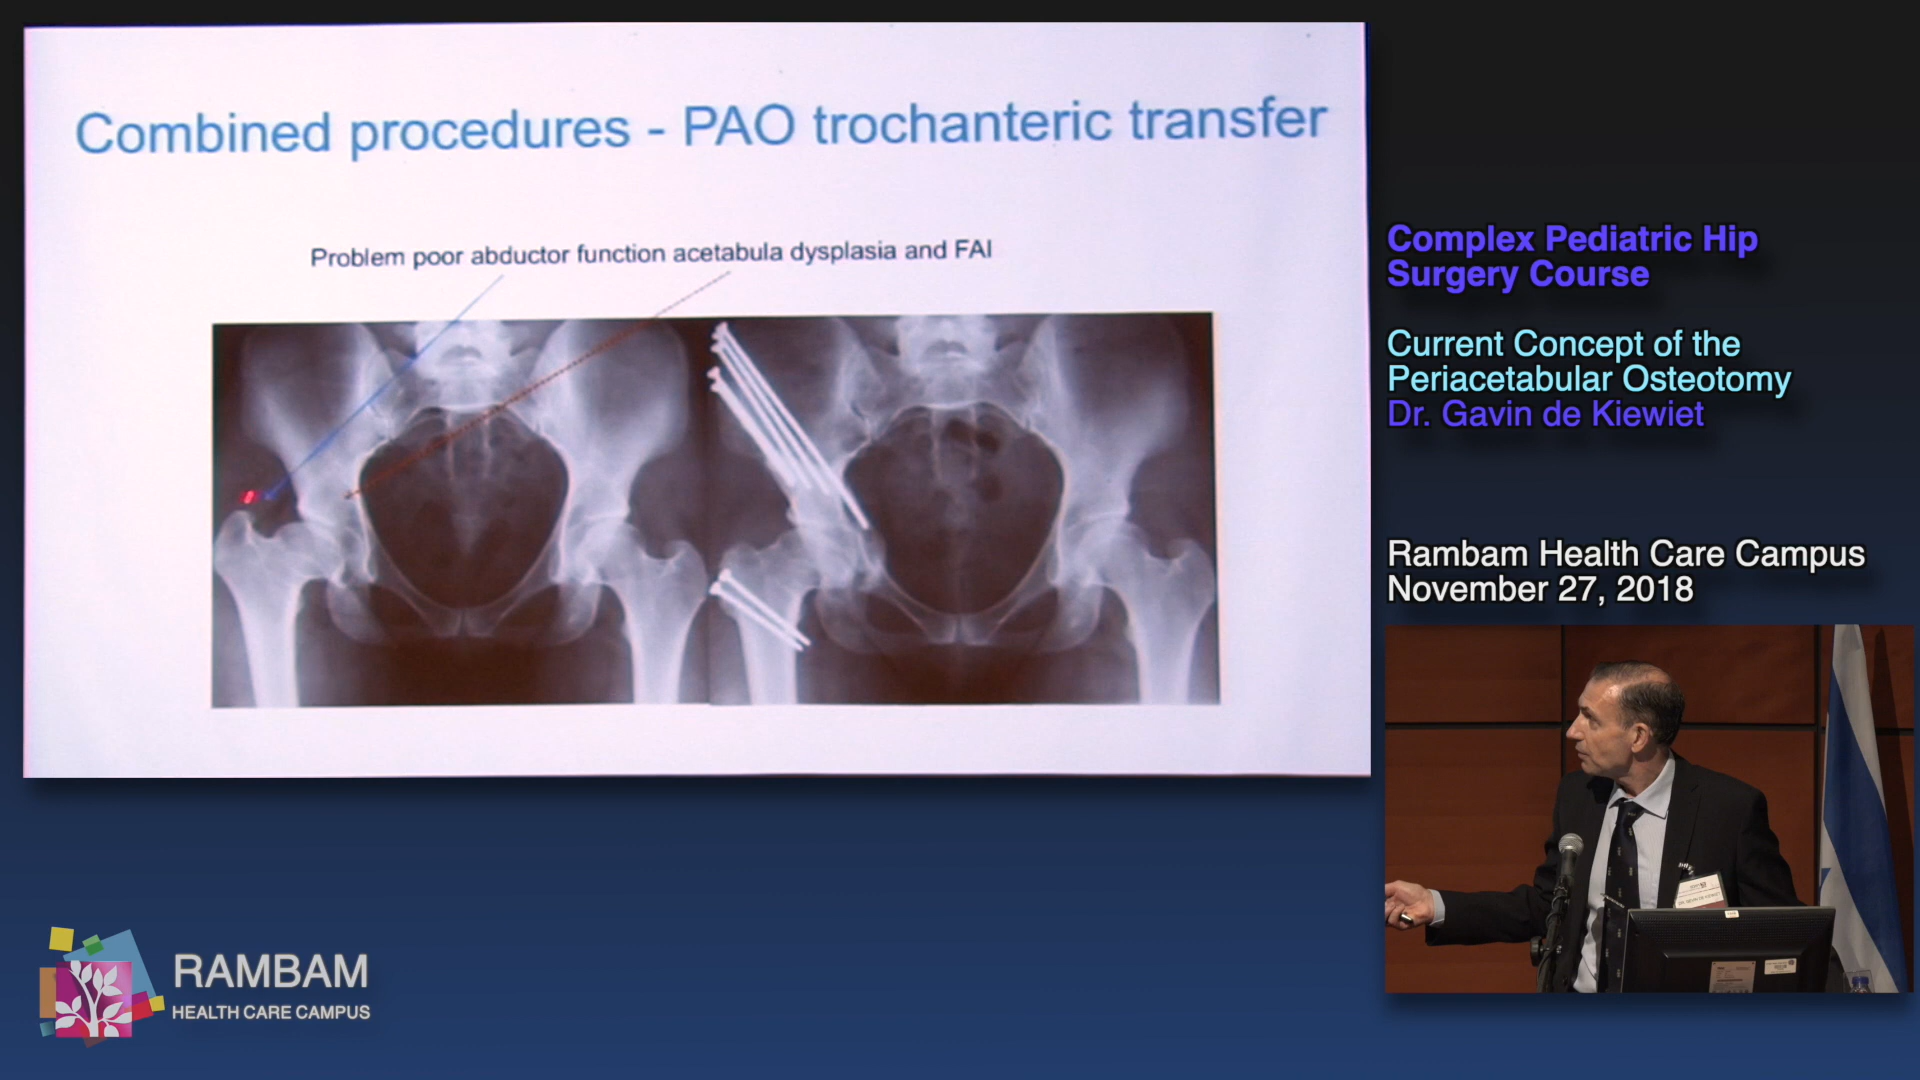 Combined procedures - PAO trochanteric transfer
Problem poor abductor function acetabula dysplasia and FAI
Complex Pediatric Hip
Surgery Course
Current Concept of the
Periacetabular Osteotomy
Dr. Gavin de Kiewiet
Rambam Health Care Campus
November 27, 2018
RAMBAM
HEALTH CARE CAMPUS